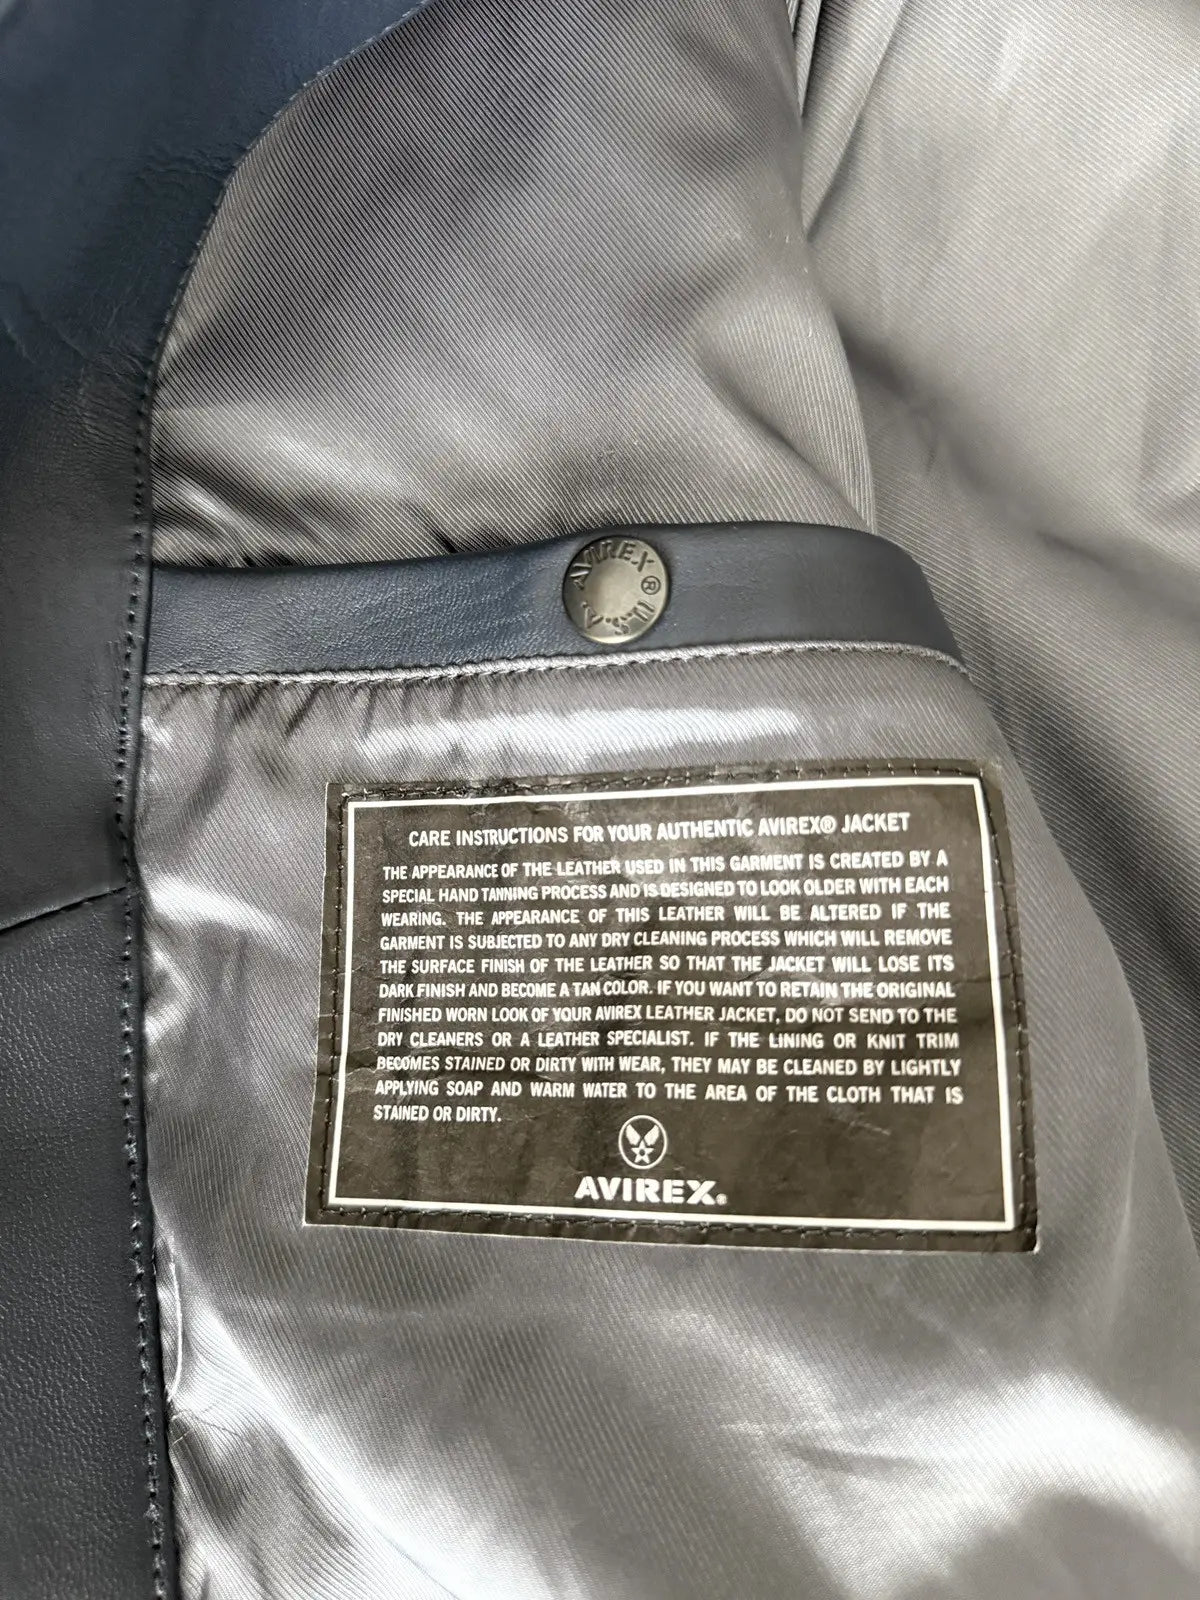 AVIREX ® U.S.A.
CARE INSTRUCTIONS FOR YOUR AUTHENTIC AVIREX® JACKET
THE APPEARANCE OF THE LEATHER USED IN THIS GARMENT IS CREATED BY A
SPECIAL HAND TANNING PROCESS AND IS DESIGNED TO LOOK OLDER WITH EACH
WEARING. THE APPEARANCE OF THIS LEATHER WILL BE ALTERED IF THE
GARMENT IS SUBJECTED TO ANY DRY CLEANING PROCESS WHICH WILL REMOVE
THE SURFACE FINISH OF THE LEATHER SO THAT THE JACKET WILL LOSE ITS
DARK FINISH AND BECOME A TAN COLOR. IF YOU WANT TO RETAIN THE ORIGINAL
FINISHED WORN LOOK OF YOUR AVIREX LEATHER JACKET, DO NOT SEND TO THE
DRY CLEANERS OR A LEATHER SPECIALIST. IF THE LINING OR KNIT TRIM
BECOMES STAINED OR DIRTY WITH WEAR, THEY MAY BE CLEANED BY LIGHTLY
APPLYING SOAP AND WARM WATER TO THE AREA OF THE CLOTH THAT IS
STAINED OR DIRTY.
AVIREX®